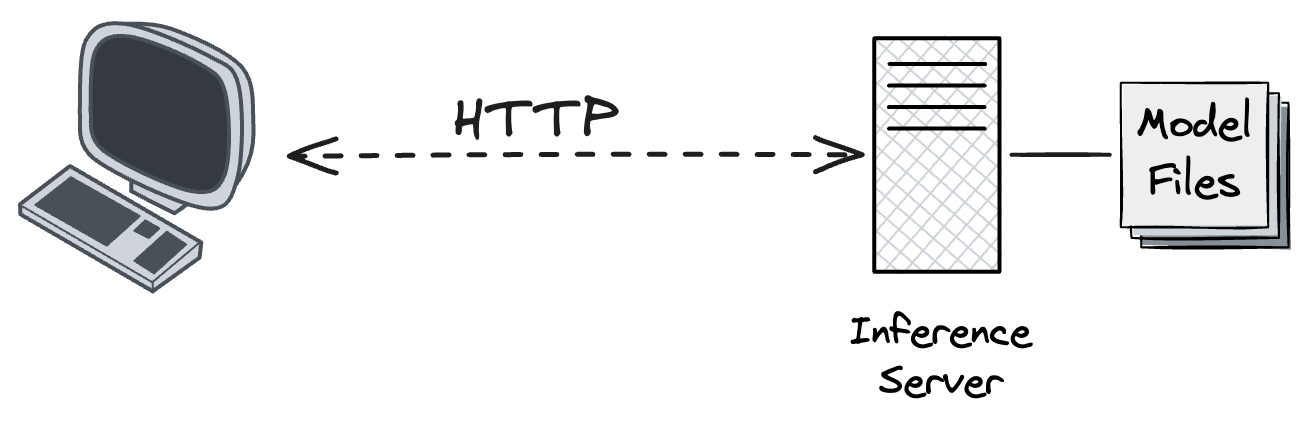 HTTP
Model
Files
Inference
Server